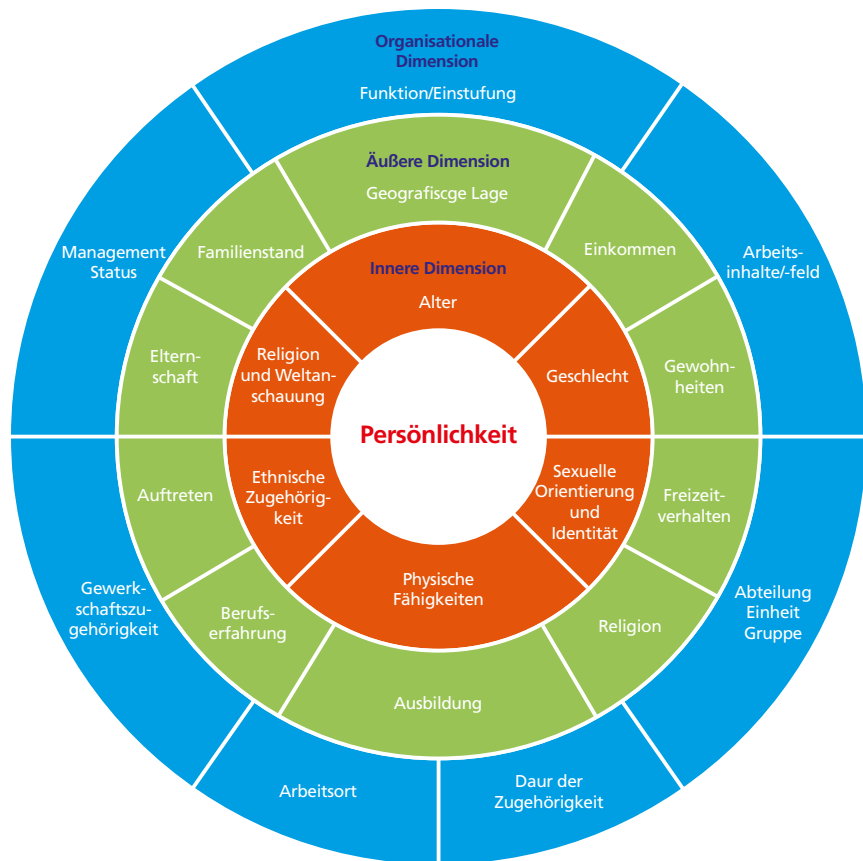 Organisationale
Dimension
Funktion/Einstufung
Äußere Dimension
Geografiscge Lage
Innere Dimension
Alter
Management
Status
Familienstand
Einkommen
Arbeits-
inhalte/-feld
Eltern-
schaft
Religion
und Weltan-
schauung
Geschlecht
Gewohn-
heiten
Persönlichkeit
Auftreten
Ethnische
Zugehörig-
keit
Sexuelle
Orientierung
und
Identität
Freizeit-
verhalten
Gewerk-
schaftszu-
gehörigkeit
Berufs-
erfahrung
Physische
Fähigkeiten
Religion
Abteilung
Einheit
Gruppe
Ausbildung
Arbeitsort
Daur der
Zugehörigkeit